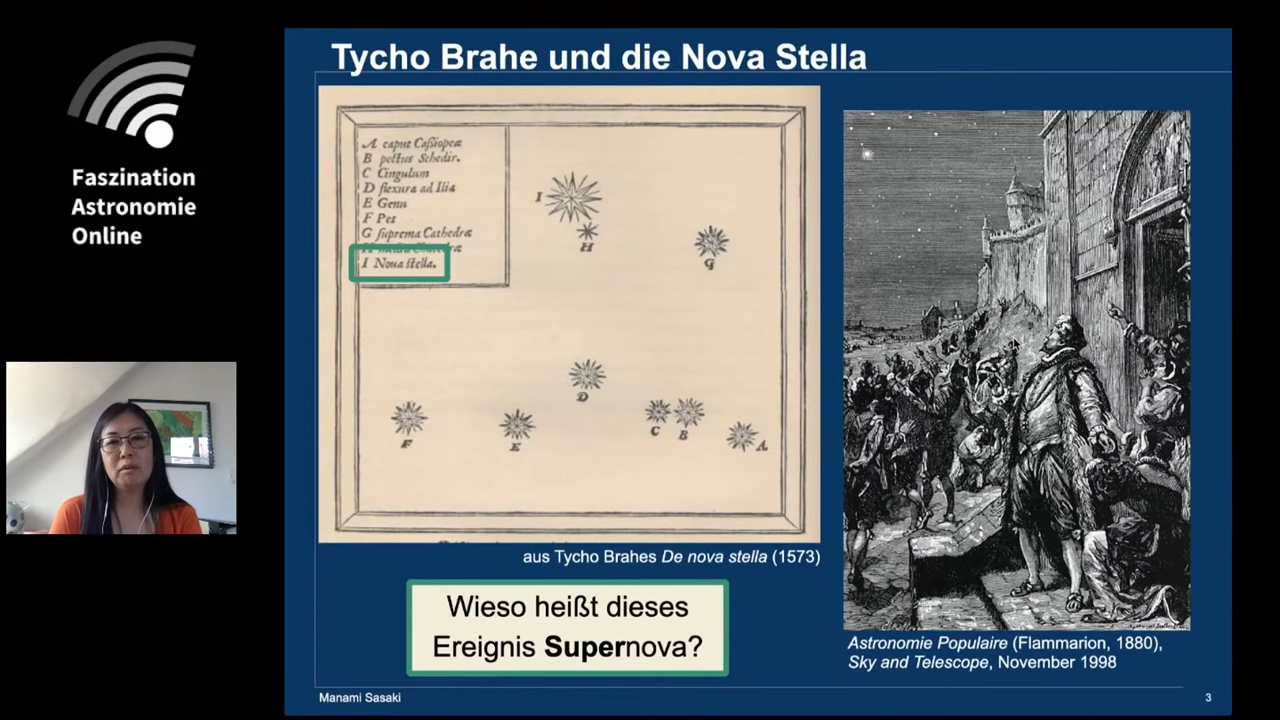 Faszination
Astronomie
Online
Tycho Brahe und die Nova Stella
A caput Cassiopeæ
B pectus Schedir.
C Cingulum
D flexura ad Ilia
E Genu
F Pes
G suprema Cathedræ
I Noua stella.
I
H
G
D
F
E
C
B
A
aus Tycho Brahes De nova stella (1573)
Wieso heißt dieses
Ereignis Supernova?
Astronomie Populaire (Flammarion, 1880),
Sky and Telescope, November 1998
Manami Sasaki
3